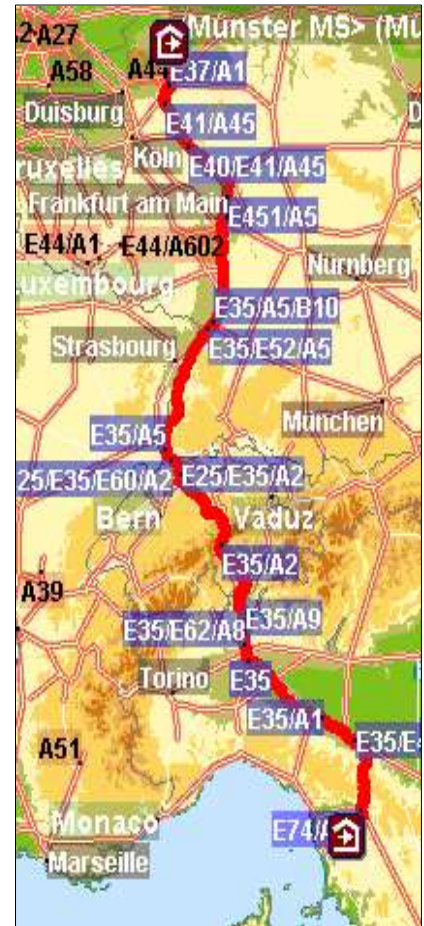 2-A27
<Münster MS> (Mü
A58
A44
E37/A1
Duisburg
E41/A45
Köln
ruxelles
E40/E41/A45
Frankfurt am Main
E451/A5
E44/A1
E44/A602
Nürnberg
uxembourg
E35/A5/B10
Strasbourg
E35/E52/A5
München
E35/A5
25/E35/E60/A2
E25/E35/A2
Bern
Vaduz
E35/A2
A39
E35/A9
E35/E62/A8
Torino
E35
E35/A1
A51
E35/E4
Monaco
E74/A
Marseille